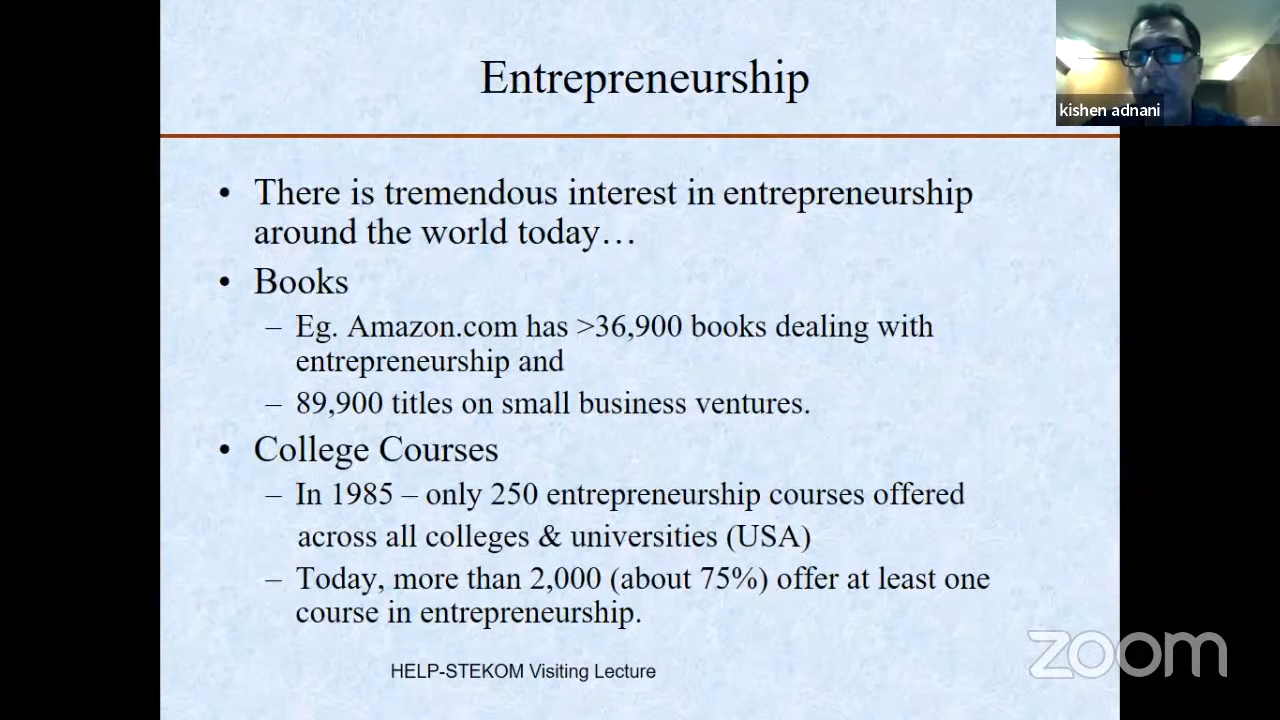 Entrepreneurship
kishen adnani
• There is tremendous interest in entrepreneurship
around the world today…
• Books
– Eg. Amazon.com has >36,900 books dealing with
entrepreneurship and
– 89,900 titles on small business ventures.
• College Courses
– In 1985 – only 250 entrepreneurship courses offered
across all colleges & universities (USA)
– Today, more than 2,000 (about 75%) offer at least one
course in entrepreneurship.
HELP-STEKOM Visiting Lecture
zoom